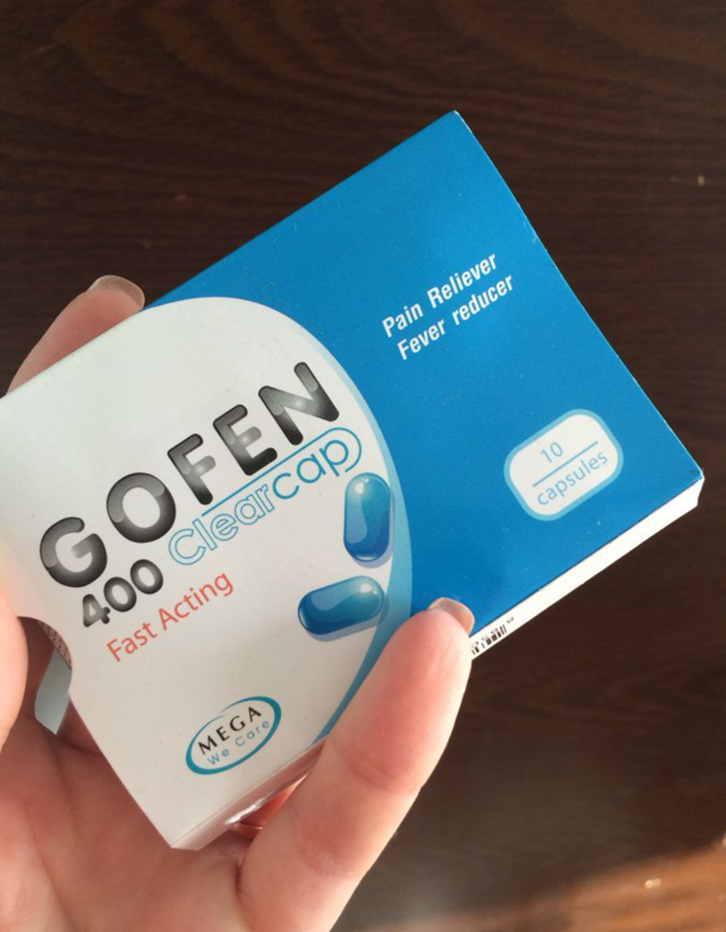 GOFEN
400 Clearcap
Fast Acting
MEGA
We Care
Pain Reliever
Fever reducer
10
capsules